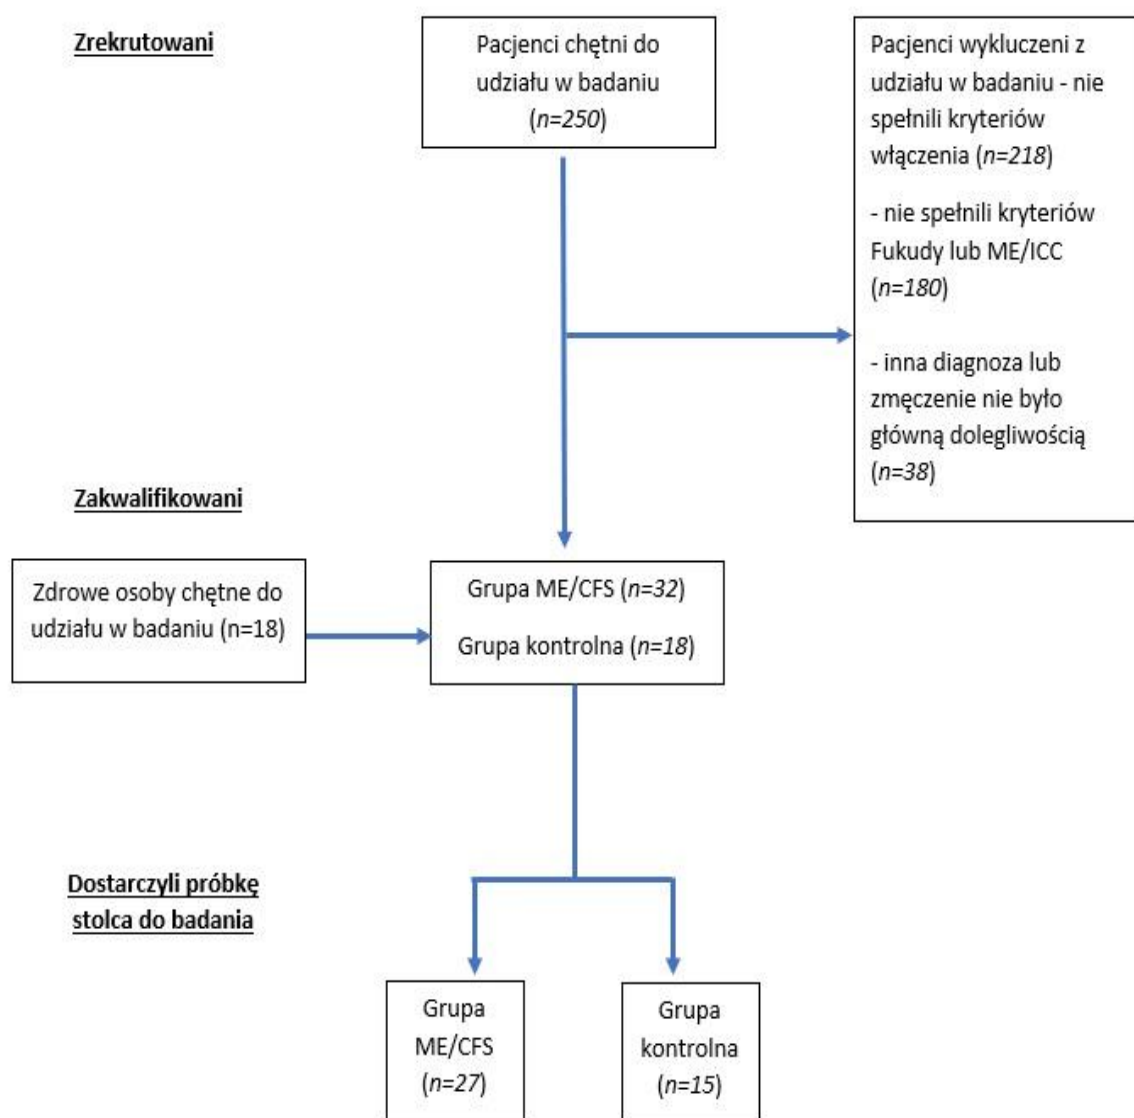 Zrekrutowani
Pacjenci chętni do
udziału w badaniu
(n=250)
Pacjenci wykluczeni z
udziału w badaniu - nie
spełnili kryteriów
włączenia (n=218)
- nie spełnili kryteriów
Fukudy lub ME/ICC
(n=180)
- inna diagnoza lub
zmęczenie nie było
główną dolegliwością
(n=38)
Zakwalifikowani
Zdrowe osoby chętne do
udziału w badaniu (n=18)
Grupa ME/CFS (n=32)
Grupa kontrolna (n=18)
Dostarczyli próbkę
stolca do badania
Grupa
ME/CFS
(n=27)
Grupa
kontrolna
(n=15)